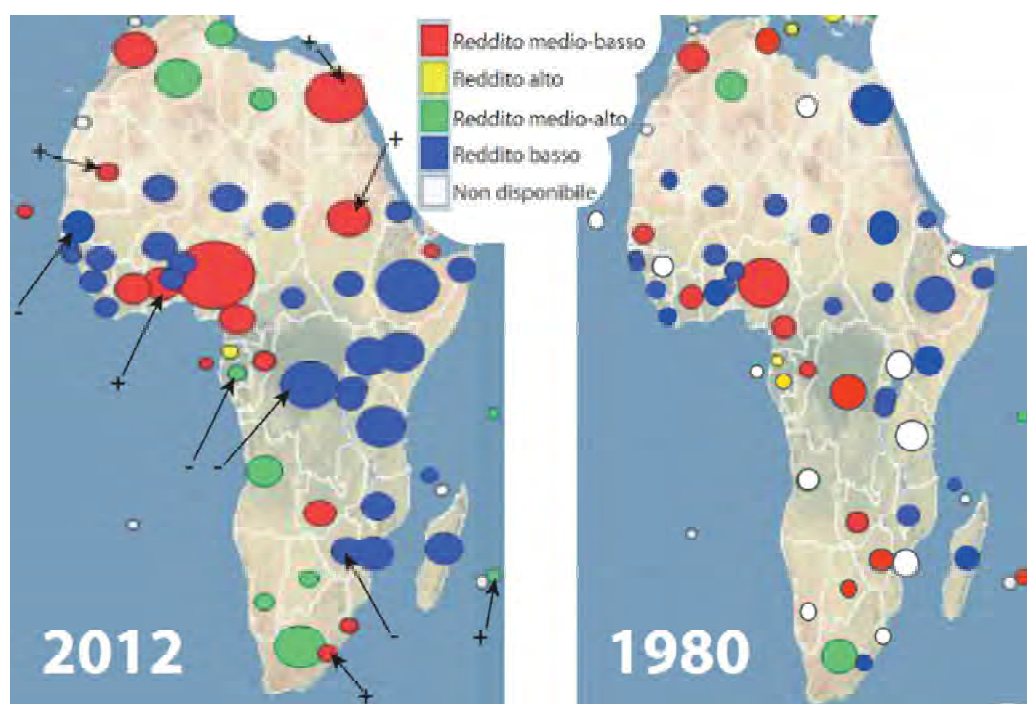 Reddito medio-basso
Reddito alto
Reddito medio-alto
Reddito basso
Non disponibile
+
+
+
-
+
-
-
-
+
+
2012
1980